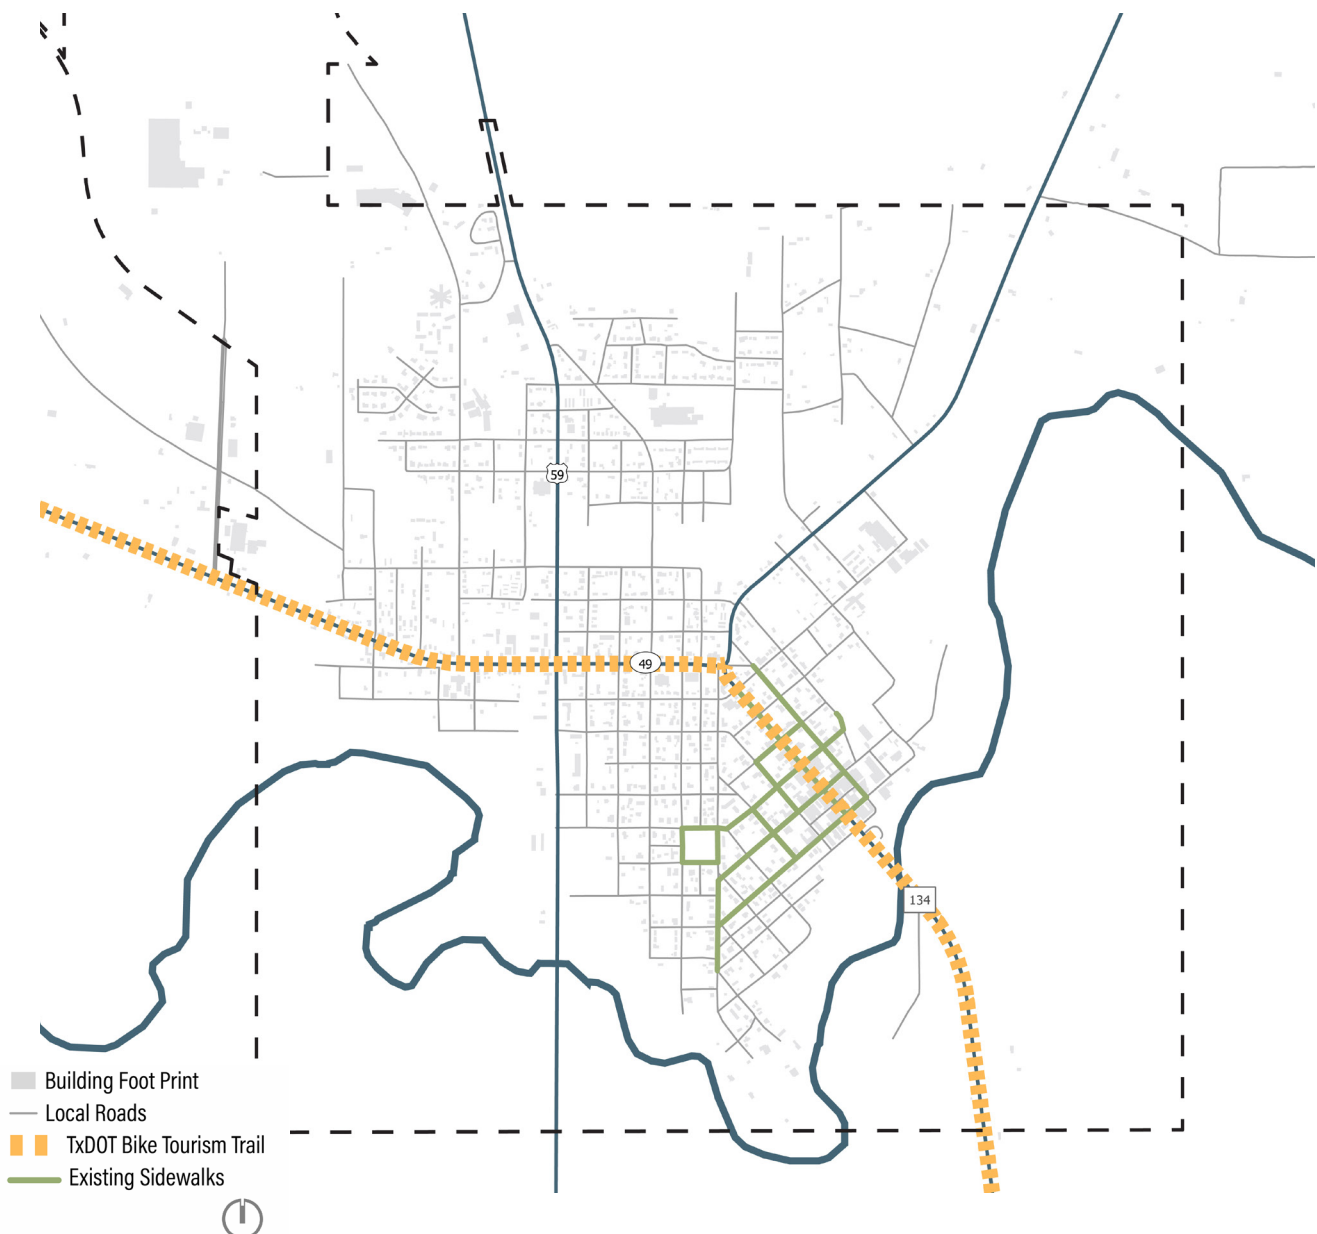 59
49
134
Building Foot Print
Local Roads
TxDOT Bike Tourism Trail
Existing Sidewalks